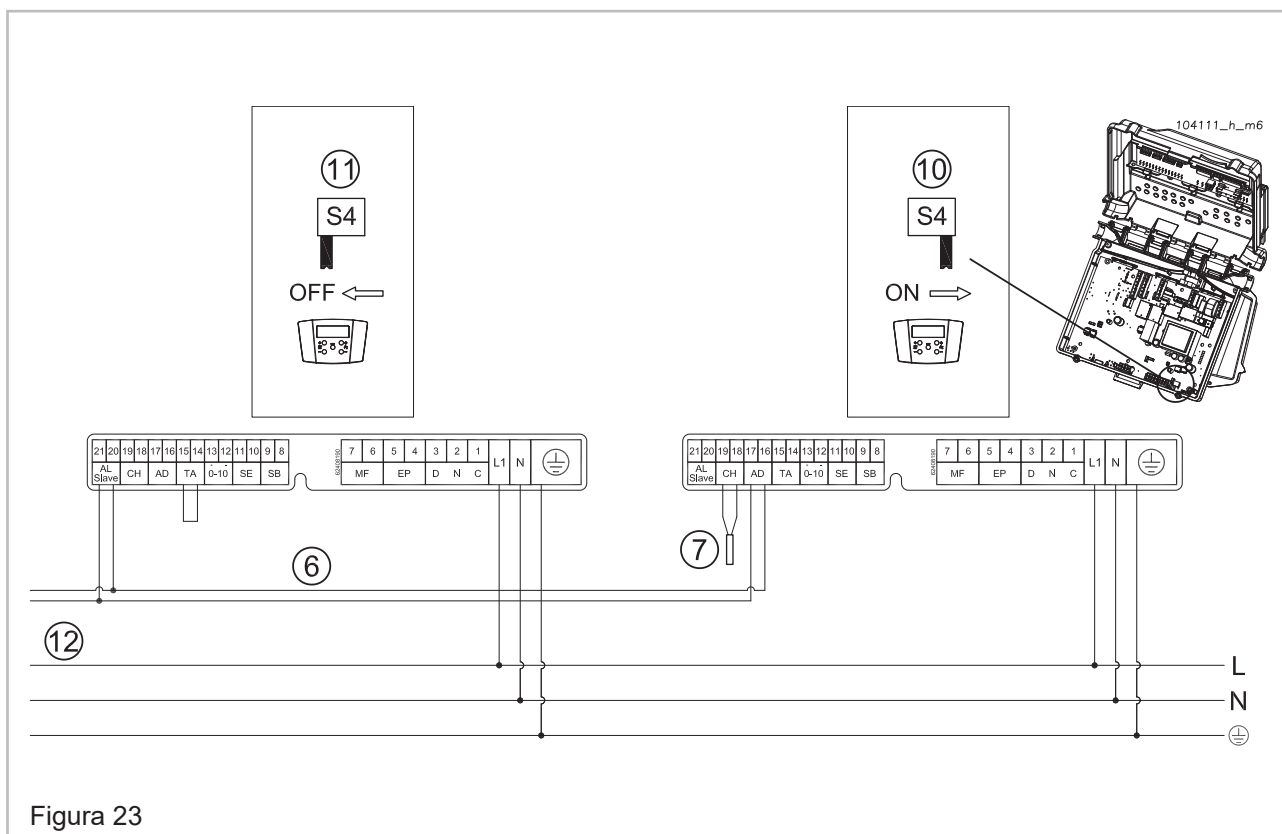 104111_h_m6
11
10
S4
S4
OFF
ON
21 20 19 18 17 16 15 14 13 12 11 10 9 8
AL Slave CH AD TA 0-10 SE SB
62408190
7 6 5 4 3 2 1
MF EP D N C L1 N
21 20 19 18 17 16 15 14 13 12 11 10 9 8
AL Slave CH AD TA 0-10 SE SB
62408190
7 6 5 4 3 2 1
MF EP D N C L1 N
7
6
12
L
N
Figura 23